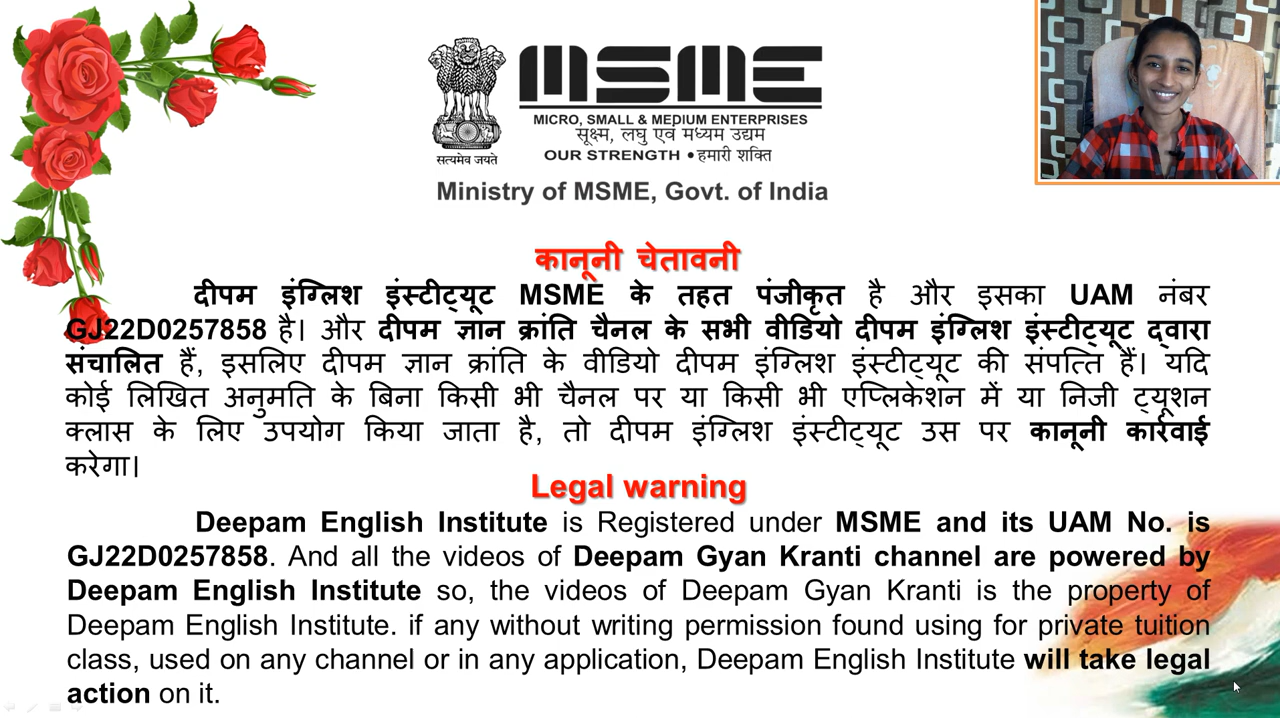 MSME
MICRO, SMALL & MEDIUM ENTERPRISES
सूक्ष्म, लघु एवं मध्यम उद्यम
OUR STRENGTH • हमारी शक्ति
सत्यमेव जयते
Ministry of MSME, Govt. of India
कानूनी चेतावनी
दीपम इंग्लिश इंस्टीट्यूट MSME के तहत पंजीकृत है और इसका UAM नंबर
GJ22D0257858 है। और दीपम ज्ञान क्रांति चैनल के सभी वीडियो दीपम इंग्लिश इंस्टीट्यूट द्वारा
संचालित हैं, इसलिए दीपम ज्ञान क्रांति के वीडियो दीपम इंग्लिश इंस्टीट्यूट की संपत्ति हैं। यदि
कोई लिखित अनुमति के बिना किसी भी चैनल पर या किसी भी एप्लिकेशन में या निजी ट्यूशन
क्लास के लिए उपयोग किया जाता है, तो दीपम इंग्लिश इंस्टीट्यूट उस पर कानूनी कार्रवाई
करेगा।
Legal warning
Deepam English Institute is Registered under MSME and its UAM No. is
GJ22D0257858. And all the videos of Deepam Gyan Kranti channel are powered by
Deepam English Institute so, the videos of Deepam Gyan Kranti is the property of
Deepam English Institute. if any without writing permission found using for private tuition
class, used on any channel or in any application, Deepam English Institute will take legal
action on it.